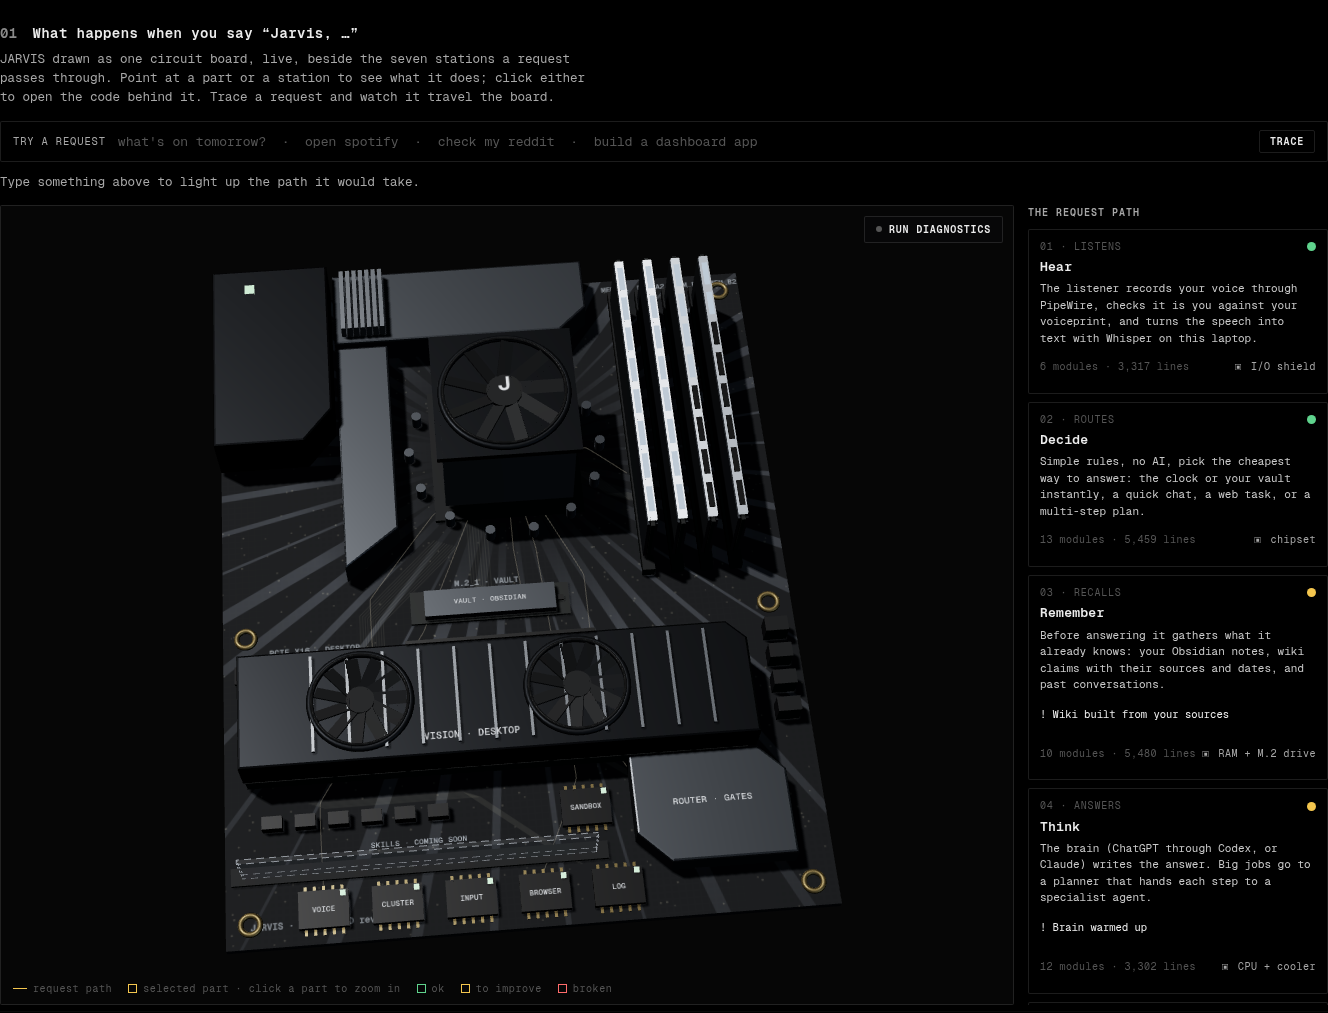 01 What happens when you say “Jarvis, …”
JARVIS drawn as one circuit board, live, beside the seven stations a request
passes through. Point at a part or a station to see what it does; click either
to open the code behind it. Trace a request and watch it travel the board.
TRY A REQUEST what's on tomorrow? · open spotify · check my reddit · build a dashboard app
TRACE
Type something above to light up the path it would take.
RUN DIAGNOSTICS
J
M.2_1 · VAULT
VAULT · OBSIDIAN
PCIE X16 · DESKTOP
VISION · DESKTOP
ROUTER · GATES
SANDBOX
SKILLS · COMING SOON
VOICE
CLUSTER
INPUT
BROWSER
LOG
JARVIS · rev
request path
selected part · click a part to zoom in
ok
to improve
broken
THE REQUEST PATH
01 · LISTENS
Hear
The listener records your voice through
PipeWire, checks it is you against your
voiceprint, and turns the speech into
text with Whisper on this laptop.
6 modules · 3,317 lines
I/O shield
02 · ROUTES
Decide
Simple rules, no AI, pick the cheapest
way to answer: the clock or your vault
instantly, a quick chat, a web task, or a
multi-step plan.
13 modules · 5,459 lines
chipset
03 · RECALLS
Remember
Before answering it gathers what it
already knows: your Obsidian notes, wiki
claims with their sources and dates, and
past conversations.
! Wiki built from your sources
10 modules · 5,480 lines
RAM + M.2 drive
04 · ANSWERS
Think
The brain (ChatGPT through Codex, or
Claude) writes the answer. Big jobs go to
a planner that hands each step to a
specialist agent.
! Brain warmed up
12 modules · 3,302 lines
CPU + cooler